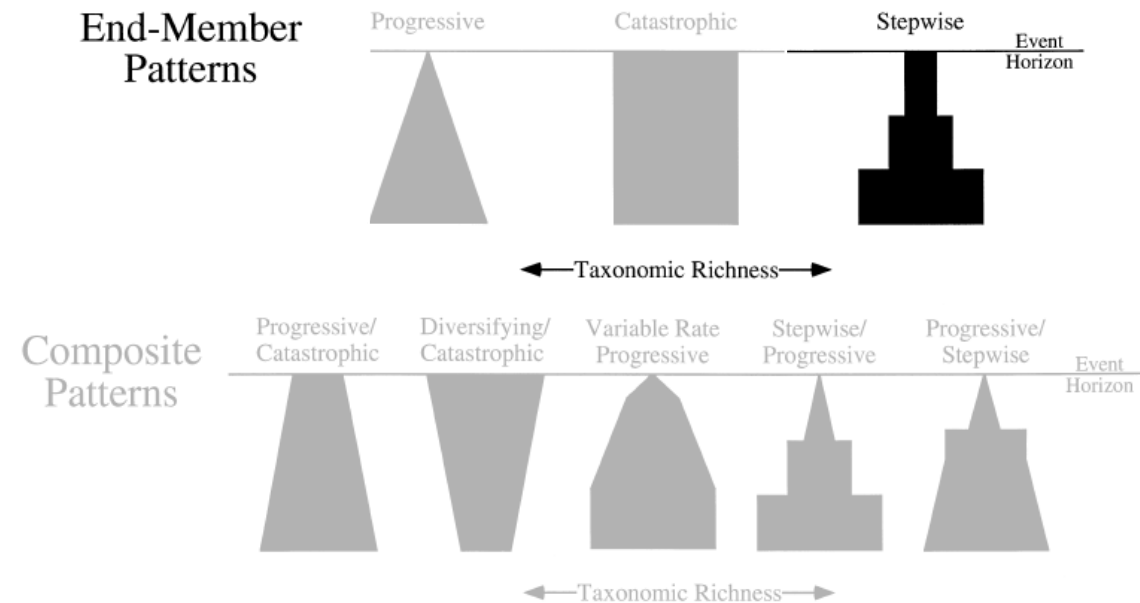 End-Member
Patterns
Progressive
Catastrophic
Stepwise
Event
Horizon
Taxonomic Richness
Composite
Patterns
Progressive/
Catastrophic
Diversifying/
Catastrophic
Variable Rate
Progressive
Stepwise/
Progressive
Progressive/
Stepwise
Event
Horizon
Taxonomic Richness